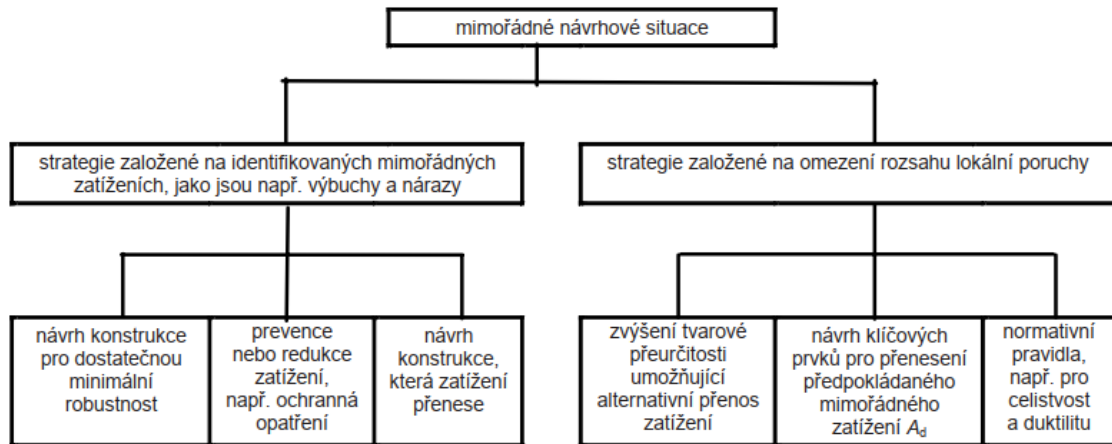 mimořádné návrhové situace
strategie založené na identifikovaných mimořádných
zatíženích, jako jsou např. výbuchy a nárazy
strategie založené na omezení rozsahu lokální poruchy
návrh konstrukce
pro dostatečnou
minimální
robustnost
prevence
nebo redukce
zatížení,
např. ochranná
opatření
návrh
konstrukce,
která zatížení
přenese
zvýšení tvarové
přeurčitosti
umožňující
alternativní přenos
zatížení
návrh klíčových
prvků pro přenesení
předpokládaného
mimořádného
zatížení A_d
normativní
pravidla,
např. pro
celistvost
a duktilitu